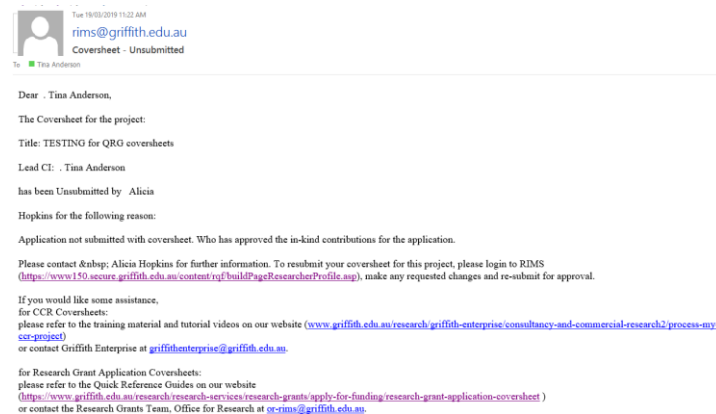 Tue 19/03/2019 11:22 AM
rims@griffith.edu.au
Coversheet - Unsubmitted
To Tina Anderson
Dear . Tina Anderson,
The Coversheet for the project:
Title: TESTING for QRG coversheets
Lead CI: . Tina Anderson
has been Unsubmitted by Alicia
Hopkins for the following reason:
Application not submitted with coversheet. Who has approved the in-kind contributions for the application.
Please contact &nbsp; Alicia Hopkins for further information. To resubmit your coversheet for this project, please login to RIMS
(https://www150.secure.griffith.edu.au/content/rqf/buildPageResearcherProfile.asp), make any requested changes and re-submit for approval.
If you would like some assistance,
for CCR Coversheets:
please refer to the training material and tutorial videos on our website (www.griffith.edu.au/research/griffith-enterprise/consultancy-and-commercial-research2/process-my
ccr-project)
or contact Griffith Enterprise at griffithenterprise@griffith.edu.au.
for Research Grant Application Coversheets:
please refer to the Quick Reference Guides on our website
(https://www.griffith.edu.au/research/research-services/research-grants/apply-for-funding/research-grant-application-coversheet )
or contact the Research Grants Team, Office for Research at or-rims@griffith.edu.au.